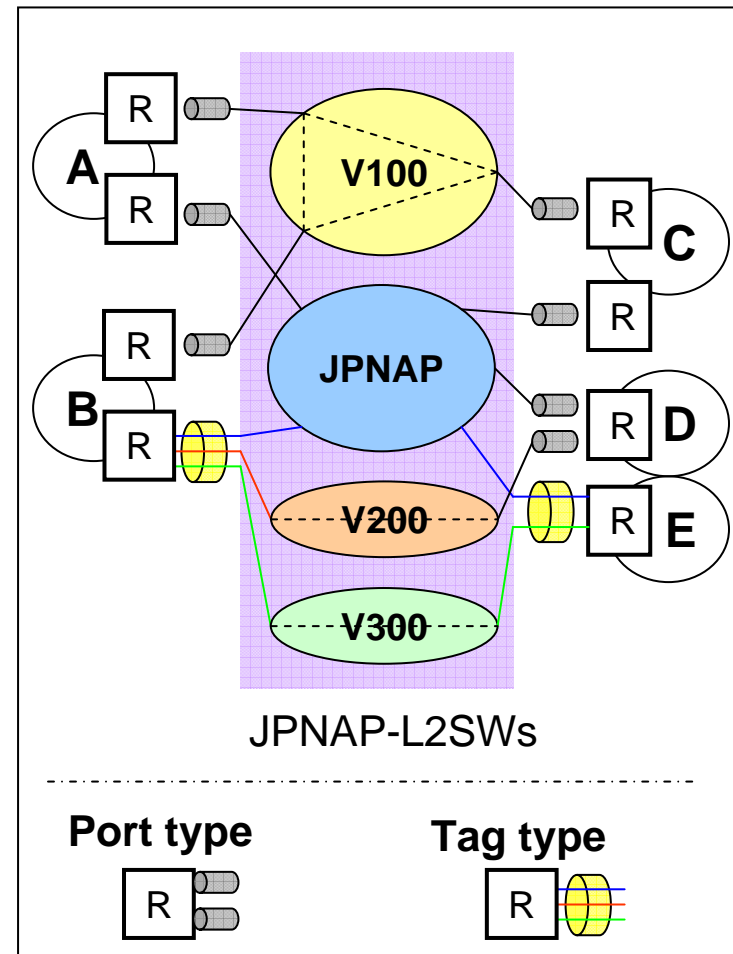 R
V100
A
R
R
C
R
R
JPNAP
B
R
R
D
V200
R
E
V300
JPNAP-L2SWs
Port type
Tag type
R
R